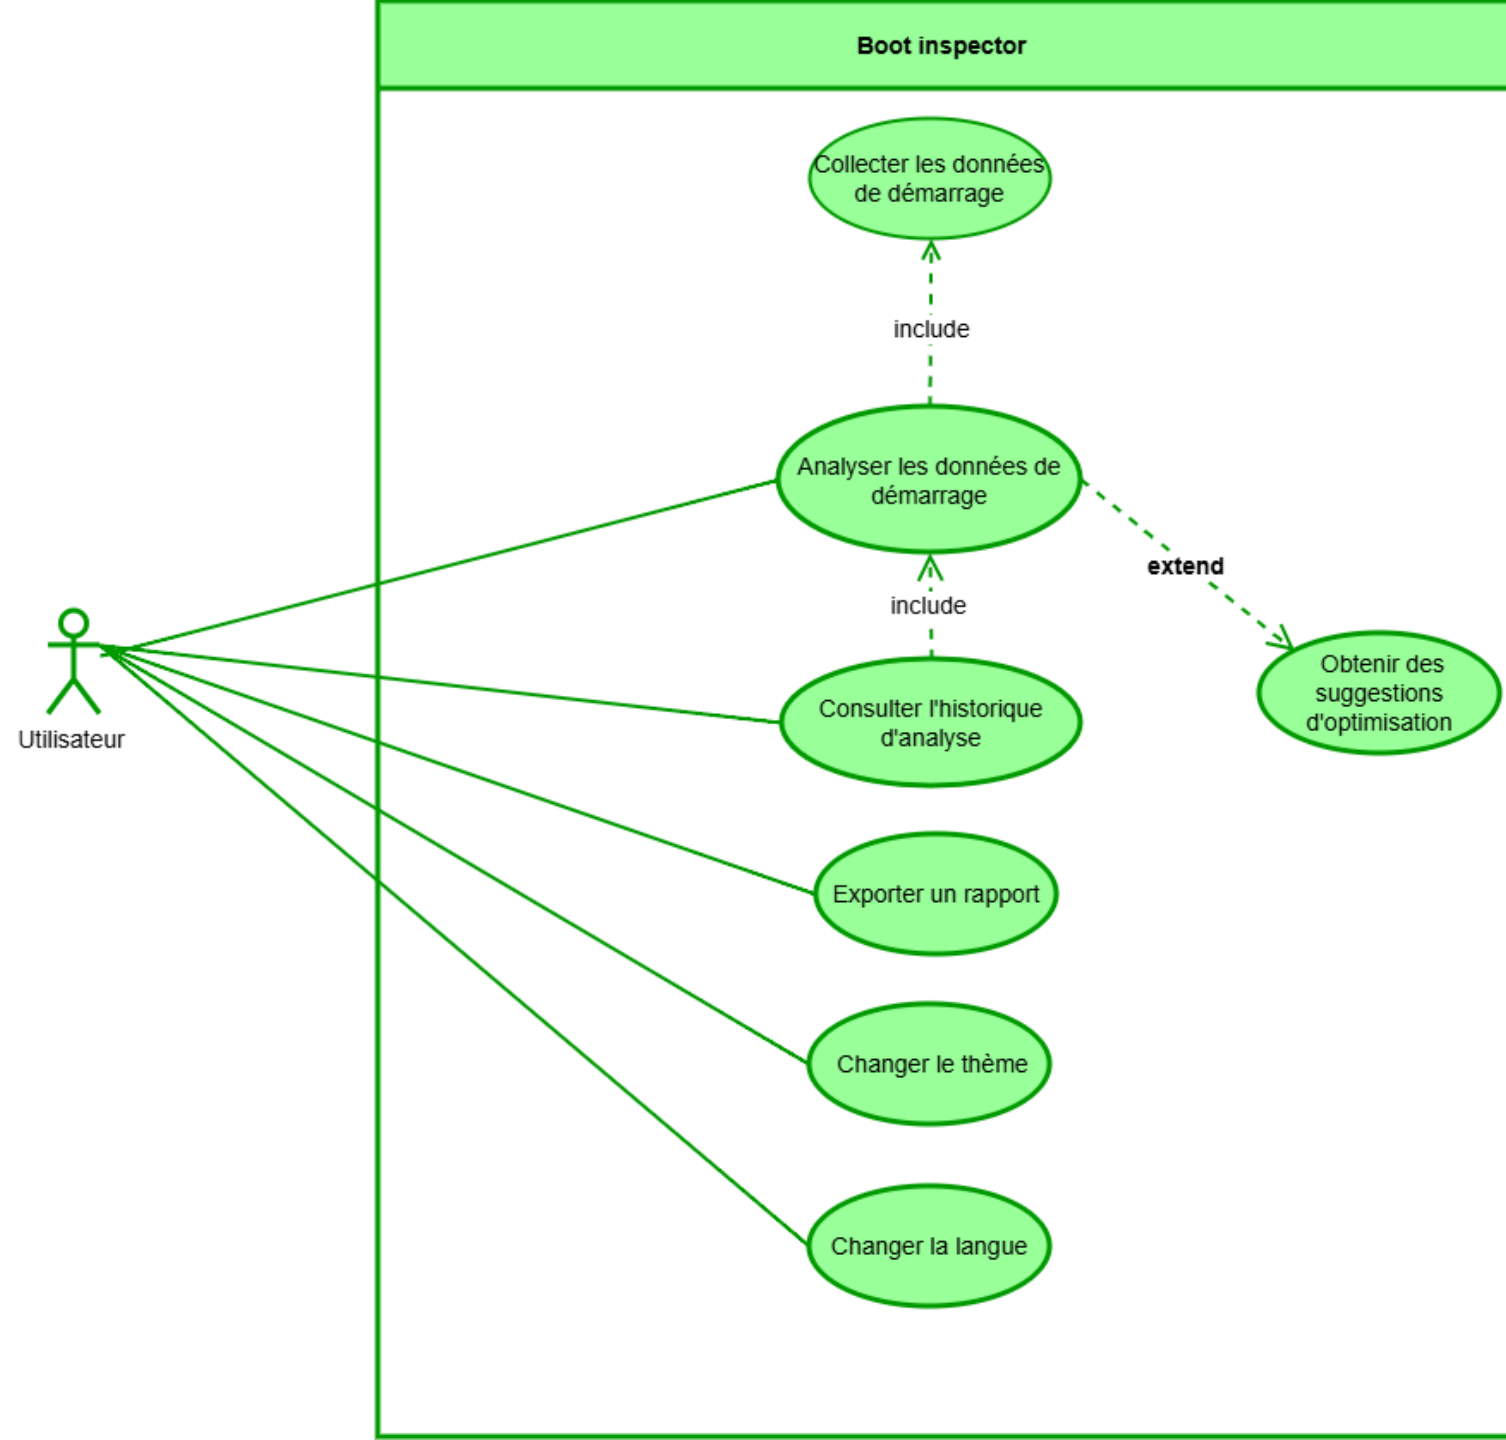 Boot inspector
Collecter les données
de démarrage
include
Analyser les données de
démarrage
extend
include
Utilisateur
Consulter l'historique
d'analyse
Obtenir des
suggestions
d'optimisation
Exporter un rapport
Changer le thème
Changer la langue